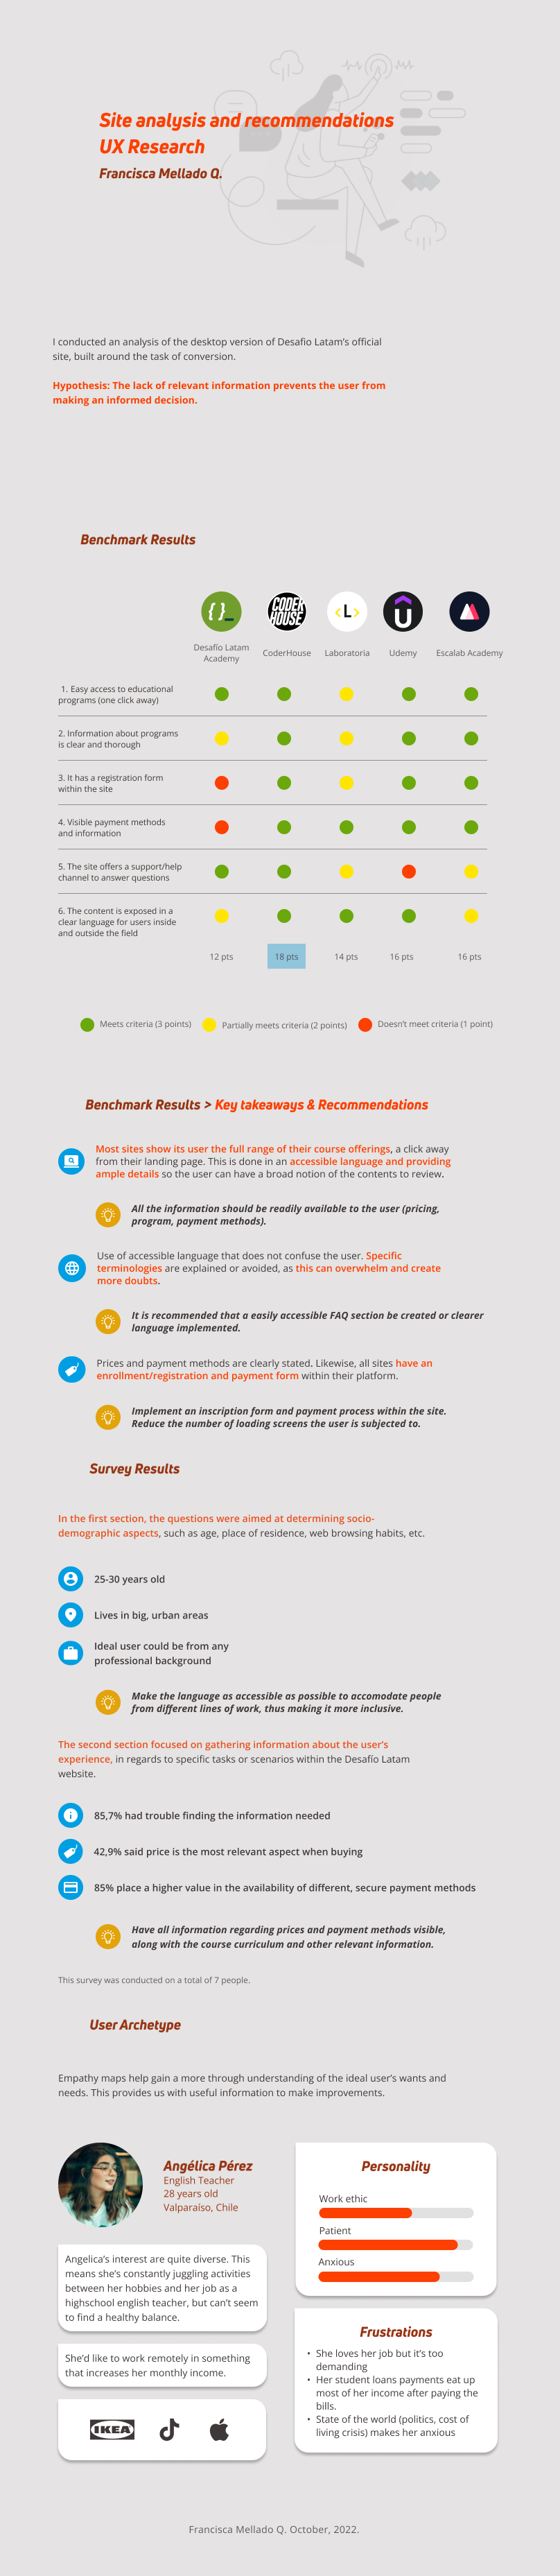 Site analysis and recommendations
UX Research
Francisca Mellado Q.
I conducted an analysis of the desktop version of Desafio Latam's official
site, built around the task of conversion.
Hypothesis: The lack of relevant information prevents the user from
making an informed decision.
Benchmark Results
{ }_
CODER
HOUSE
<L>
Desafío Latam
Academy
CoderHouse
Laboratoria
Udemy
Escalab Academy
1. Easy access to educational
programs (one click away)
2. Information about programs
is clear and thorough
3. It has a registration form
within the site
4. Visible payment methods
and information
5. The site offers a support/help
channel to answer questions
6. The content is exposed in a
clear language for users inside
and outside the field
12 pts
18 pts
14 pts
16 pts
16 pts
Meets criteria (3 points)
Partially meets criteria (2 points)
Doesn't meet criteria (1 point)
Benchmark Results > Key takeaways & Recommendations
Most sites show its user the full range of their course offerings, a click away
from their landing page. This is done in an accessible language and providing
ample details so the user can have a broad notion of the contents to review.
All the information should be readily available to the user (pricing,
program, payment methods).
Use of accessible language that does not confuse the user. Specific
terminologies are explained or avoided, as this can overwhelm and create
more doubts.
It is recommended that a easily accessible FAQ section be created or clearer
language implemented.
Prices and payment methods are clearly stated. Likewise, all sites have an
enrollment/registration and payment form within their platform.
Implement an inscription form and payment process within the site.
Reduce the number of loading screens the user is subjected to.
Survey Results
In the first section, the questions were aimed at determining socio-
demographic aspects, such as age, place of residence, web browsing habits, etc.
25-30 years old
Lives in big, urban areas
Ideal user could be from any
professional background
Make the language as accessible as possible to accomodate people
from different lines of work, thus making it more inclusive.
The second section focused on gathering information about the user's
experience, in regards to specific tasks or scenarios within the Desafío Latam
website.
85,7% had trouble finding the information needed
42,9% said price is the most relevant aspect when buying
85% place a higher value in the availability of different, secure payment methods
Have all information regarding prices and payment methods visible,
along with the course curriculum and other relevant information.
This survey was conducted on a total of 7 people.
User Archetype
Empathy maps help gain a more through understanding of the ideal user's wants and
needs. This provides us with useful information to make improvements.
Angélica Pérez
English Teacher
28 years old
Valparaíso, Chile
Angelica's interest are quite diverse. This
means she's constantly juggling activities
between her hobbies and her job as a
highschool english teacher, but can't seem
to find a healthy balance.
She'd like to work remotely in something
that increases her monthly income.
IKEA
Personality
Work ethic
Patient
Anxious
Frustrations
• She loves her job but it's too
demanding
• Her student loans payments eat up
most of her income after paying the
bills.
• State of the world (politics, cost of
living crisis) makes her anxious
Francisca Mellado Q. October, 2022.